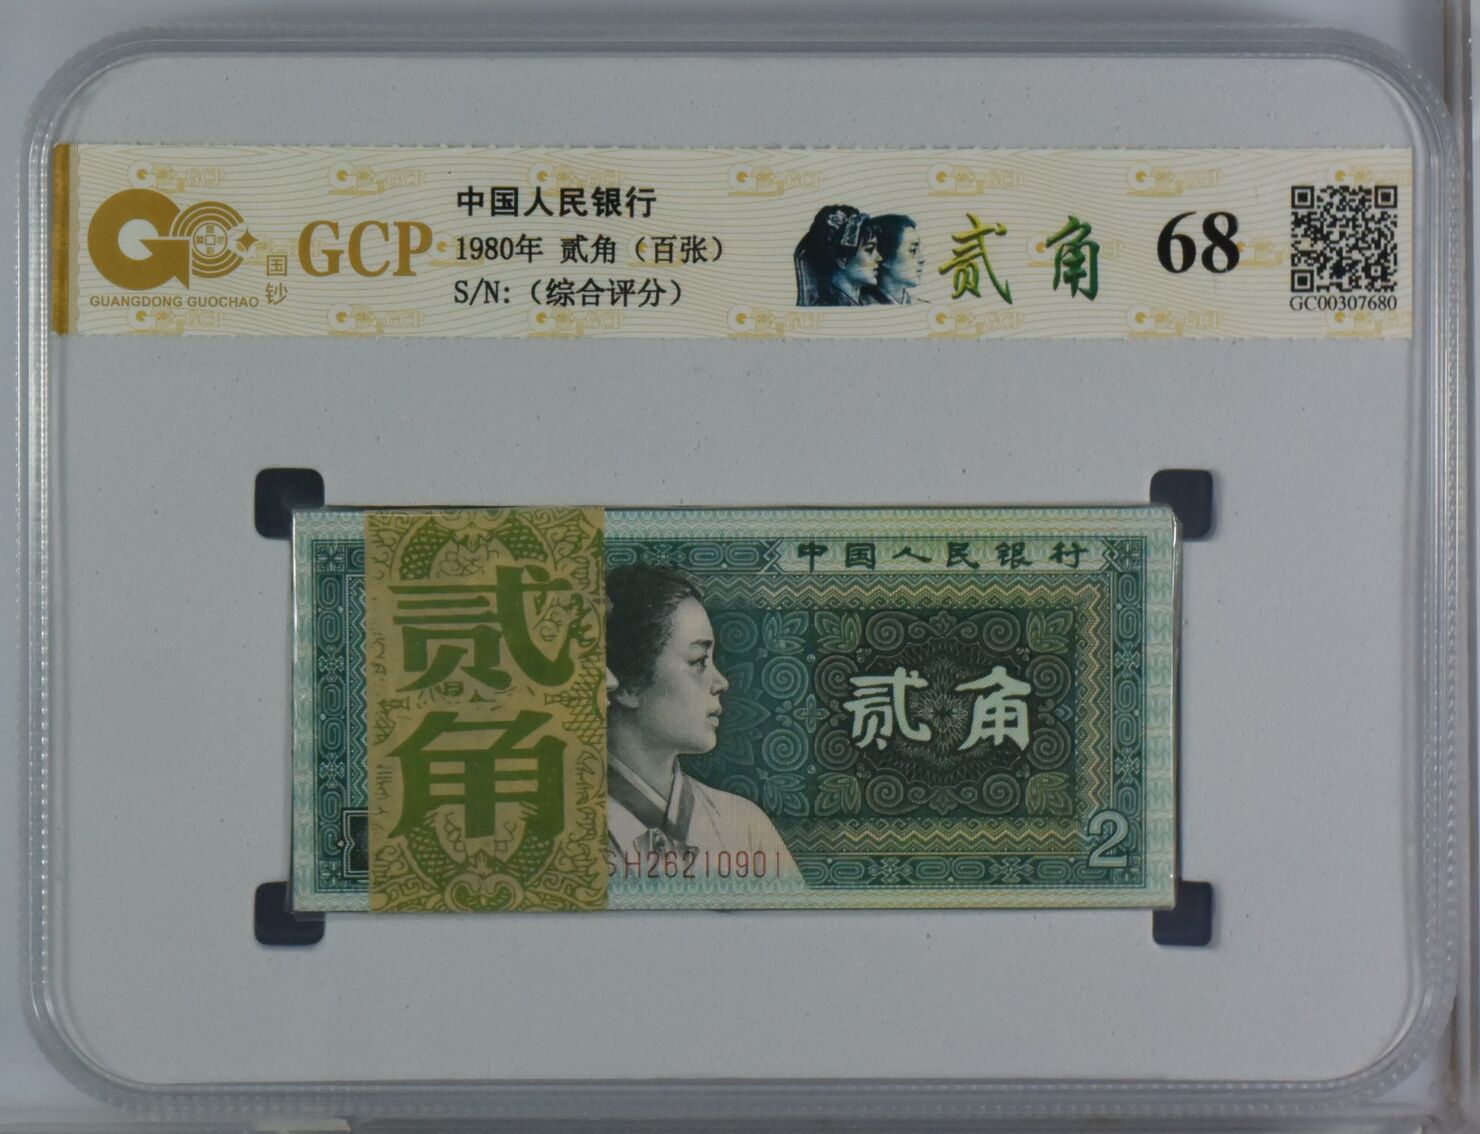 GUANGDONG GUOCHAO
国钞
GCP
中国人民银行
1980年 贰角（百张）
S/N:（综合评分）
贰角
68
GC00307680
贰角
中国人民银行
贰角
H26210901
2